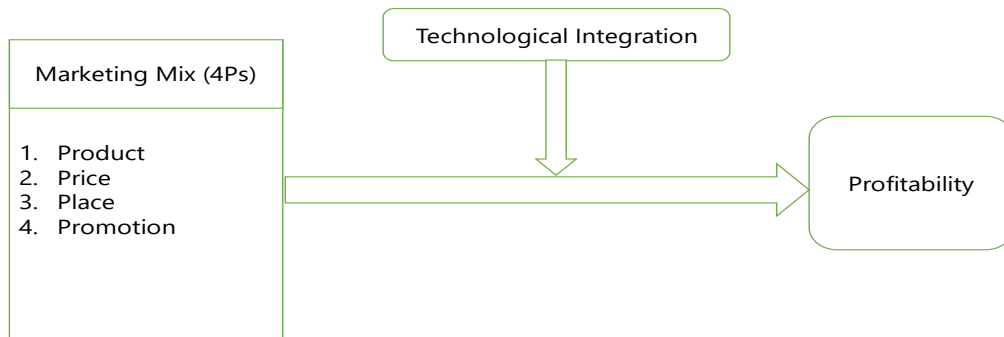 Technological Integration
Marketing Mix (4Ps)
1. Product
2. Price
3. Place
4. Promotion
Profitability